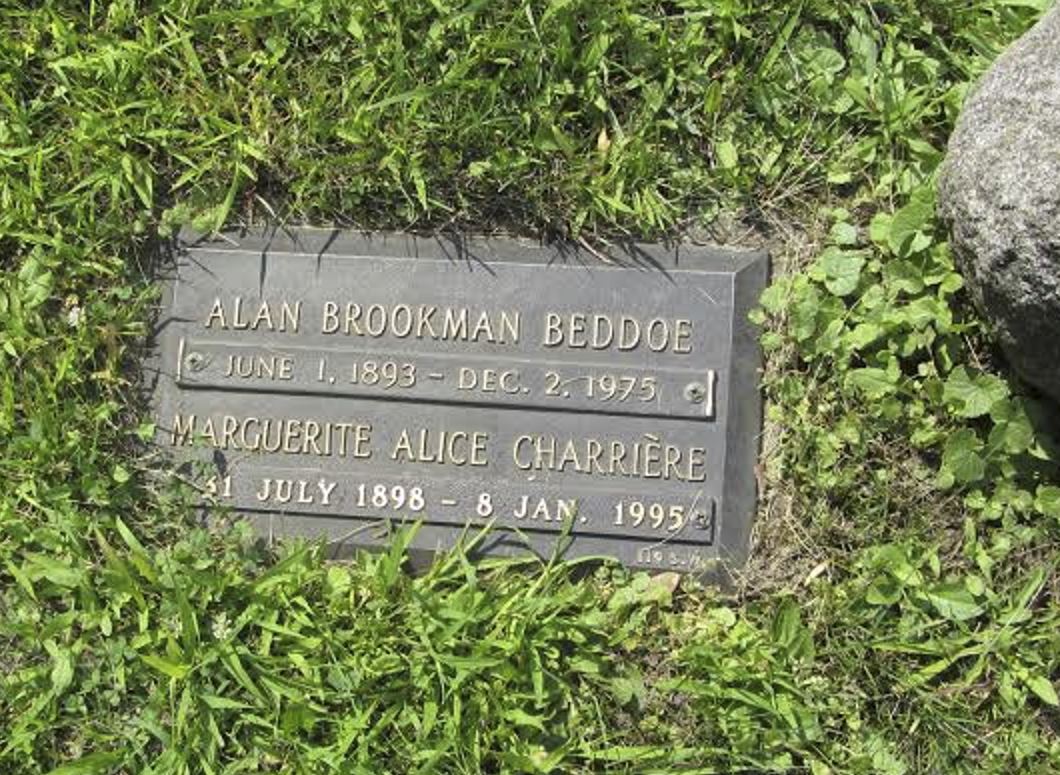 ALAN BROOKMAN BEDDOE
JUNE 1, 1893 – DEC. 2, 1975
MARGUERITE ALICE CHARRIÈRE
31 JULY 1898 – 8 JAN. 1995